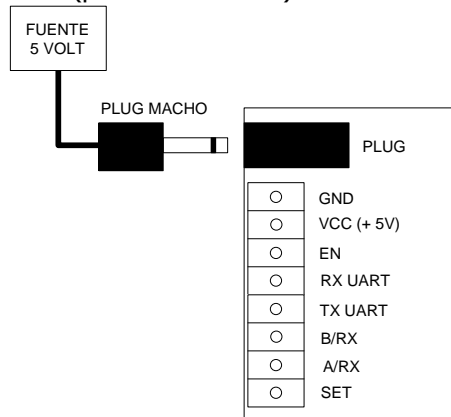 FUENTE
5 VOLT
PLUG MACHO
PLUG
GND
VCC (+ 5V)
EN
RX UART
TX UART
B/RX
A/RX
SET